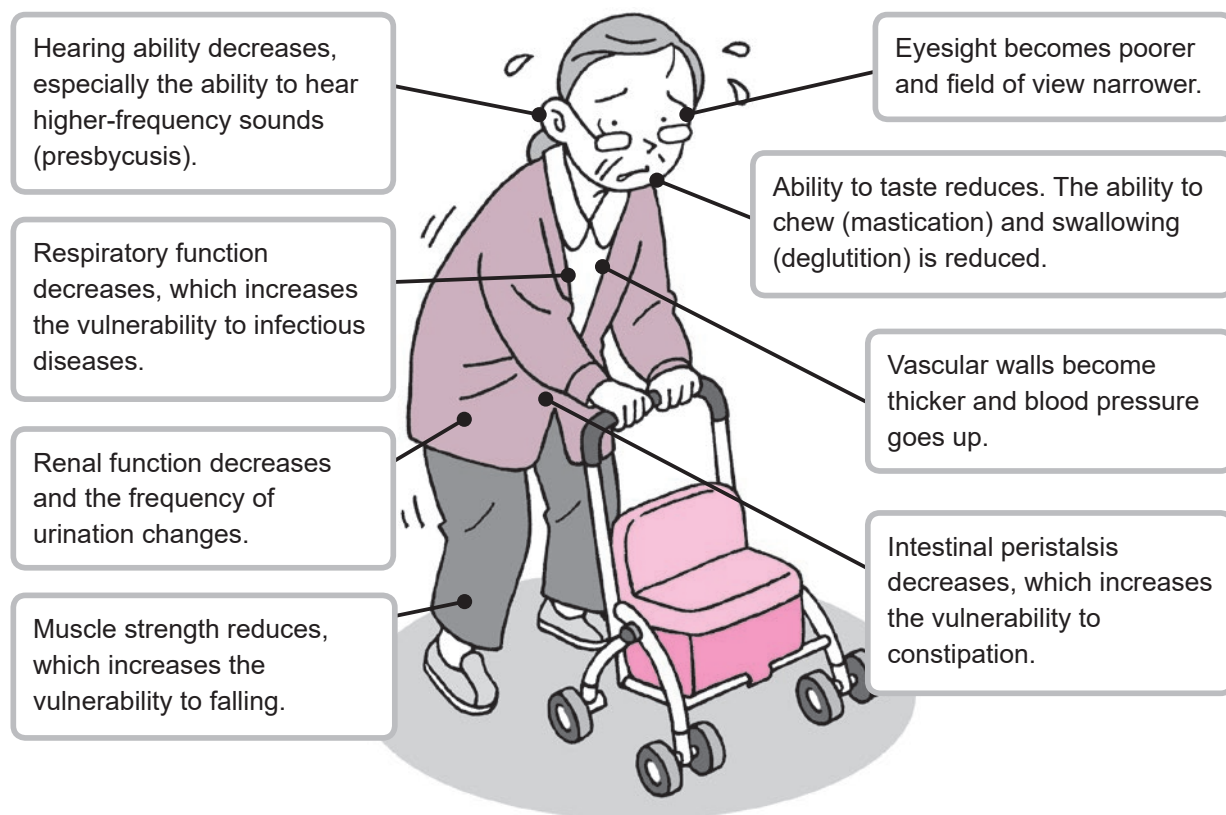 Hearing ability decreases,
especially the ability to hear
higher-frequency sounds
(presbycusis).
Respiratory function
decreases, which increases
the vulnerability to infectious
diseases.
Renal function decreases
and the frequency of
urination changes.
Muscle strength reduces,
which increases the
vulnerability to falling.
Eyesight becomes poorer
and field of view narrower.
Ability to taste reduces. The ability to
chew (mastication) and swallowing
(deglutition) is reduced.
Vascular walls become
thicker and blood pressure
goes up.
Intestinal peristalsis
decreases, which increases
the vulnerability to
constipation.